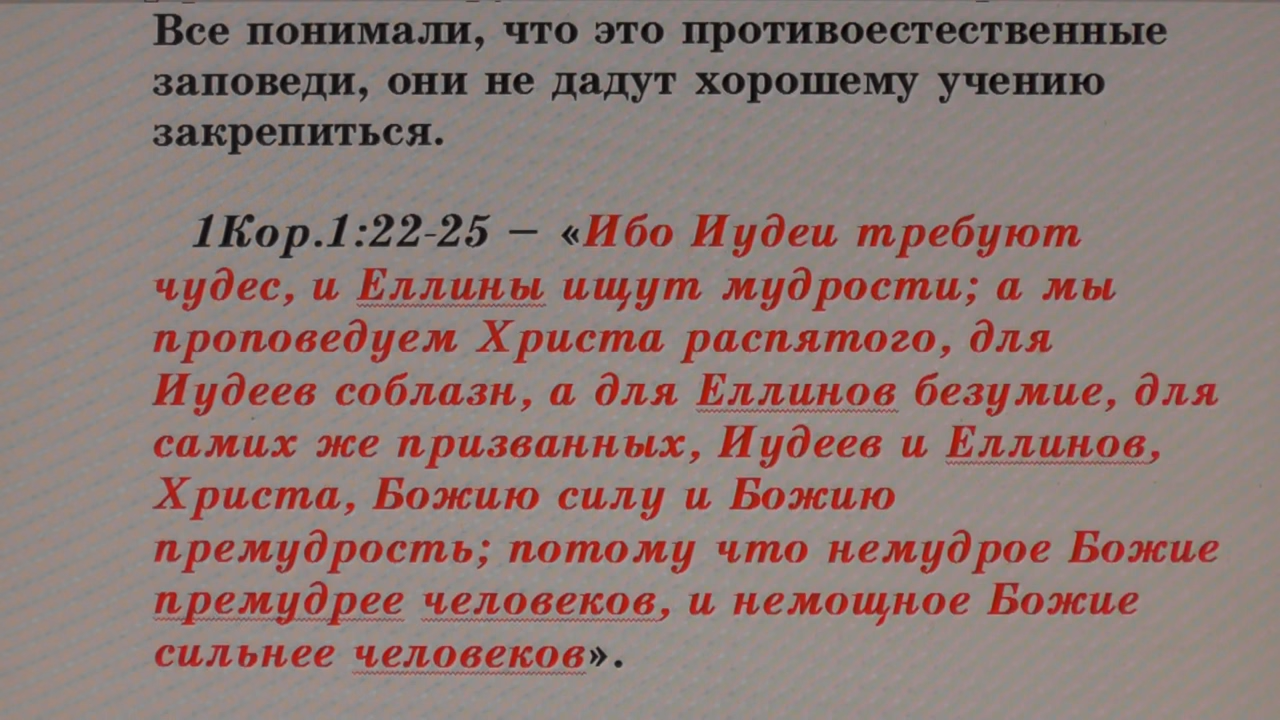 Все понимали, что это противоестественные
заповеди, они не дадут хорошему учению
закрепиться.
1Кор.1:22-25 – «Ибо Иудеи требуют
чудес, и Еллины ищут мудрости; а мы
проповедуем Христа распятого, для
Иудеев соблазн, а для Еллинов безумие, для
самих же призванных, Иудеев и Еллинов,
Христа, Божию силу и Божию
премудрость; потому что немудрое Божие
премудрее человеков, и немощное Божие
сильнее человеков».